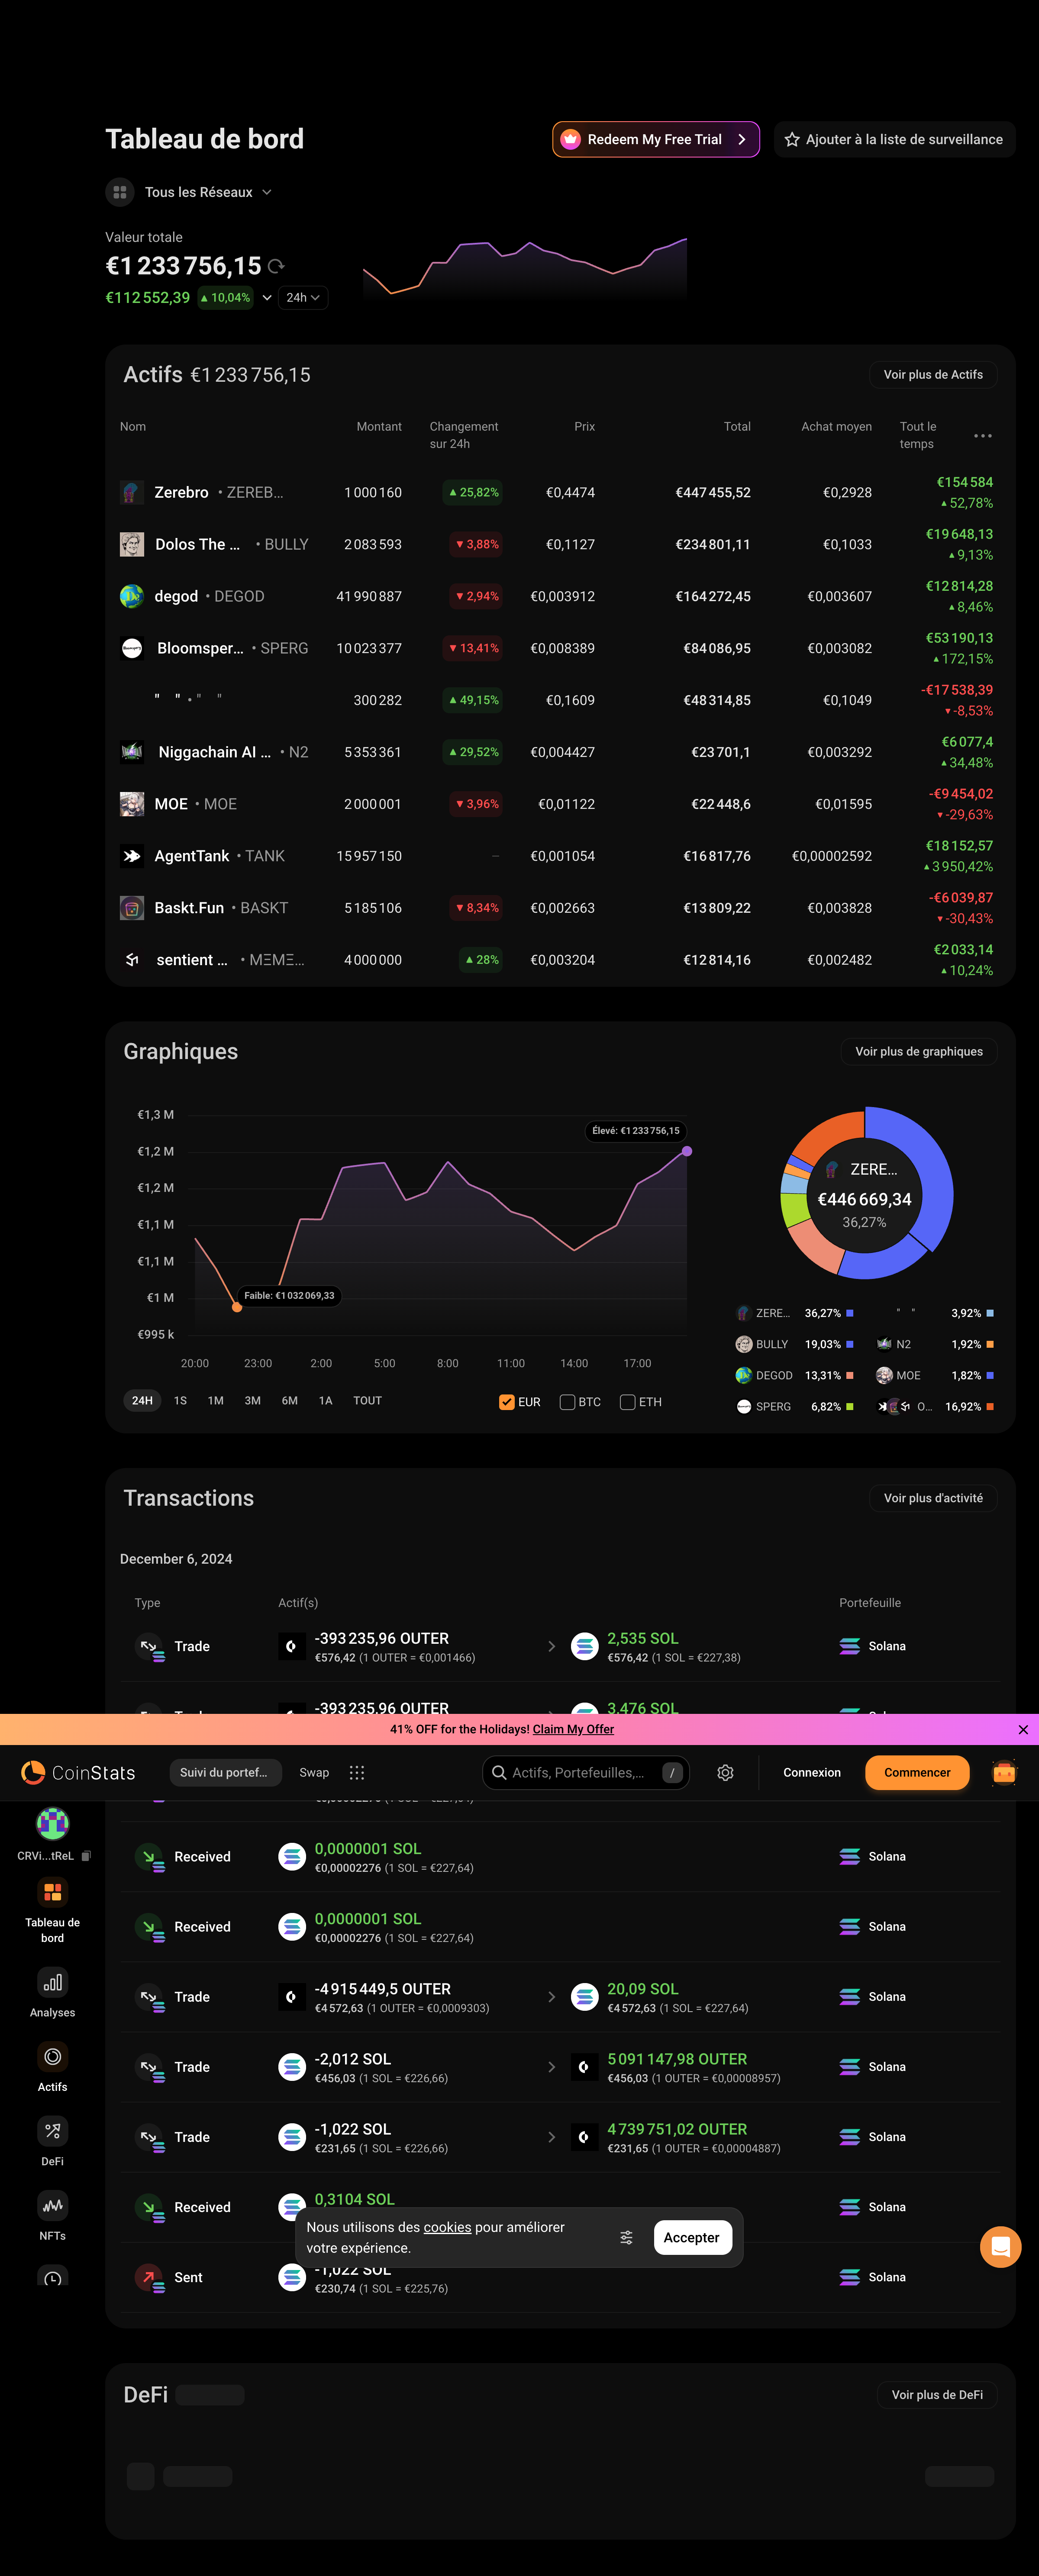 Tableau de bord
Redeem My Free Trial
Ajouter à la liste de surveillance
Tous les Réseaux
Valeur totale
€1 233 756,15
€112 552,39 ▲ 10,04% 24h
Actifs €1 233 756,15
Voir plus de Actifs
Nom Montant Changement sur 24h Prix Total Achat moyen Tout le temps
Zerebro • ZEREB... 1 000 160 ▲ 25,82% €0,4474 €447 455,52 €0,2928 €154 584
▲ 52,78%
Dolos The ... • BULLY 2 083 593 ▼ 3,88% €0,1127 €234 801,11 €0,1033 €19 648,13
▲ 9,13%
degod • DEGOD 41 990 887 ▼ 2,94% €0,003912 €164 272,45 €0,003607 €12 814,28
▲ 8,46%
Bloomsper... • SPERG 10 023 377 ▼ 13,41% €0,008389 €84 086,95 €0,003082 €53 190,13
▲ 172,15%
" " • " " 300 282 ▲ 49,15% €0,1609 €48 314,85 €0,1049 -€17 538,39
▼ -8,53%
Niggachain AI ... • N2 5 353 361 ▲ 29,52% €0,004427 €23 701,1 €0,003292 €6 077,4
▲ 34,48%
MOE • MOE 2 000 001 ▼ 3,96% €0,01122 €22 448,6 €0,01595 -€9 454,02
▼ -29,63%
AgentTank • TANK 15 957 150 – €0,001054 €16 817,76 €0,00002592 €18 152,57
▲ 3 950,42%
Baskt.Fun • BASKT 5 185 106 ▼ 8,34% €0,002663 €13 809,22 €0,003828 -€6 039,87
▼ -30,43%
sentient ... • MΞMΞ... 4 000 000 ▲ 28% €0,003204 €12 814,16 €0,002482 €2 033,14
▲ 10,24%
Graphiques
Voir plus de graphiques
€1,3 M
€1,2 M
€1,2 M
€1,1 M
€1,1 M
€1 M
€995 k
Élevé: €1 233 756,15
Faible: €1 032 069,33
20:00 23:00 2:00 5:00 8:00 11:00 14:00 17:00
24H 1S 1M 3M 6M 1A TOUT
EUR BTC ETH
ZERE...
€446 669,34
36,27%
ZERE... 36,27% " " 3,92%
BULLY 19,03% N2 1,92%
DEGOD 13,31% MOE 1,82%
SPERG 6,82% O... 16,92%
Transactions
Voir plus d'activité
December 6, 2024
Type Actif(s) Portefeuille
Trade -393 235,96 OUTER 2,535 SOL Solana
€576,42 (1 OUTER = €0,001466) €576,42 (1 SOL = €227,38)
-393 235,96 OUTER 3,476 SOL
41% OFF for the Holidays! Claim My Offer
CoinStats Suivi du portef... Swap Actifs, Portefeuilles,... / Connexion Commencer
CRVi...tReL
Tableau de bord
Analyses
Actifs
DeFi
NFTs
Received 0,0000001 SOL Solana
€0,00002276 (1 SOL = €227,64)
Received 0,0000001 SOL Solana
€0,00002276 (1 SOL = €227,64)
Trade -4 915 449,5 OUTER 20,09 SOL Solana
€4 572,63 (1 OUTER = €0,0009303) €4 572,63 (1 SOL = €227,64)
Trade -2,012 SOL 5 091 147,98 OUTER Solana
€456,03 (1 SOL = €226,66) €456,03 (1 OUTER = €0,00008957)
Trade -1,022 SOL 4 739 751,02 OUTER Solana
€231,65 (1 SOL = €226,66) €231,65 (1 OUTER = €0,00004887)
Received 0,3104 SOL Solana
Nous utilisons des cookies pour améliorer
votre expérience.
Accepter
Sent -1,022 SOL Solana
€230,74 (1 SOL = €225,76)
DeFi
Voir plus de DeFi